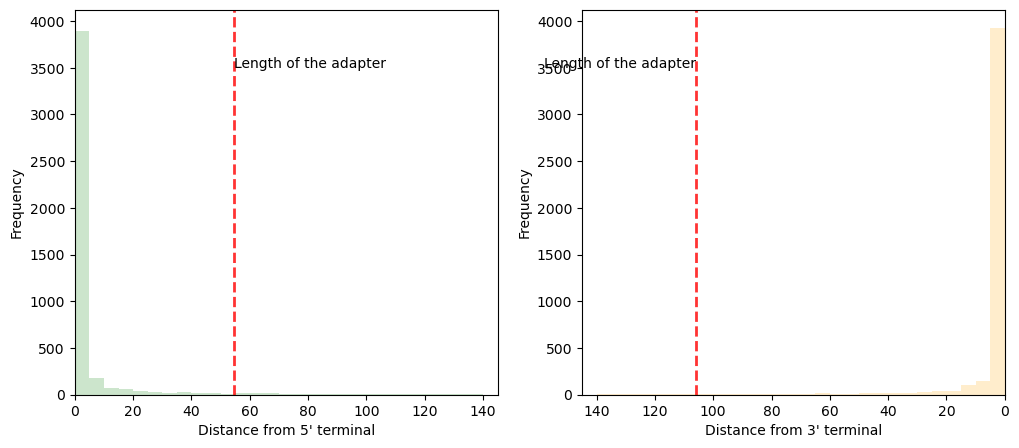 4000
3500
3000
2500
2000
1500
1000
500
0
Frequency
Length of the adapter
0 20 40 60 80 100 120 140
Distance from 5' terminal
4000
3500
3000
2500
2000
1500
1000
500
0
Frequency
Length of the adapter
140 120 100 80 60 40 20 0
Distance from 3' terminal